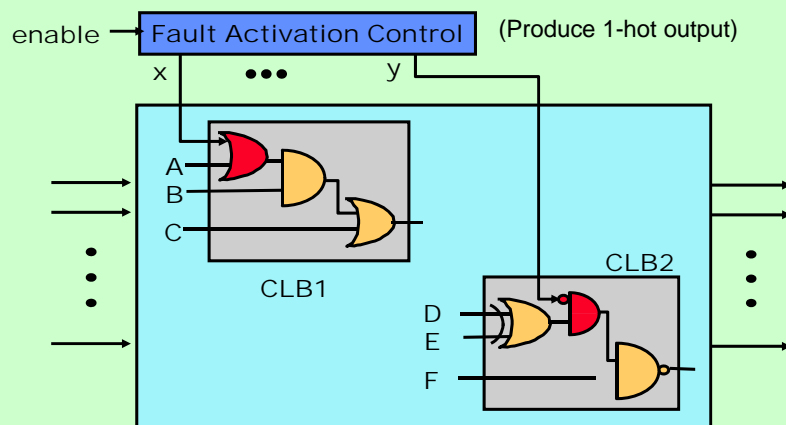 enable
Fault Activation Control
(Produce 1-hot output)
x
y
A
B
C
CLB1
CLB2
D
E
F